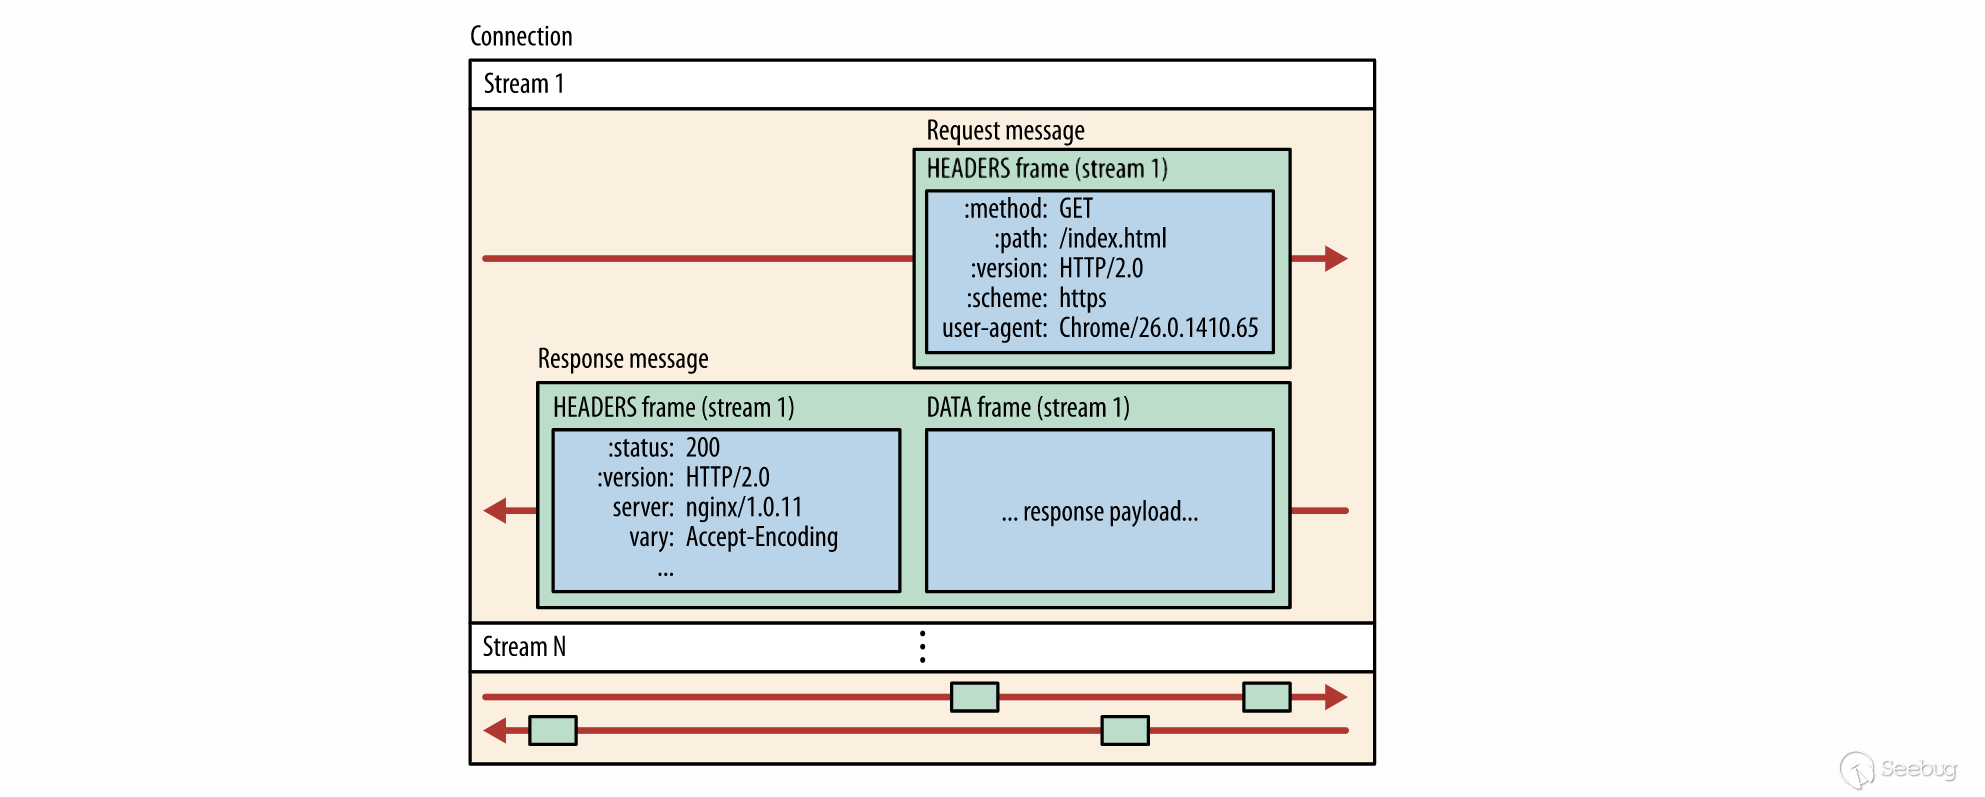 Connection
Stream 1
Request message
HEADERS frame (stream 1)
:method: GET
:path: /index.html
:version: HTTP/2.0
:scheme: https
user-agent: Chrome/26.0.1410.65
Response message
HEADERS frame (stream 1)
:status: 200
:version: HTTP/2.0
server: nginx/1.0.11
vary: Accept-Encoding
...
DATA frame (stream 1)
... response payload...
Stream N
Seebug